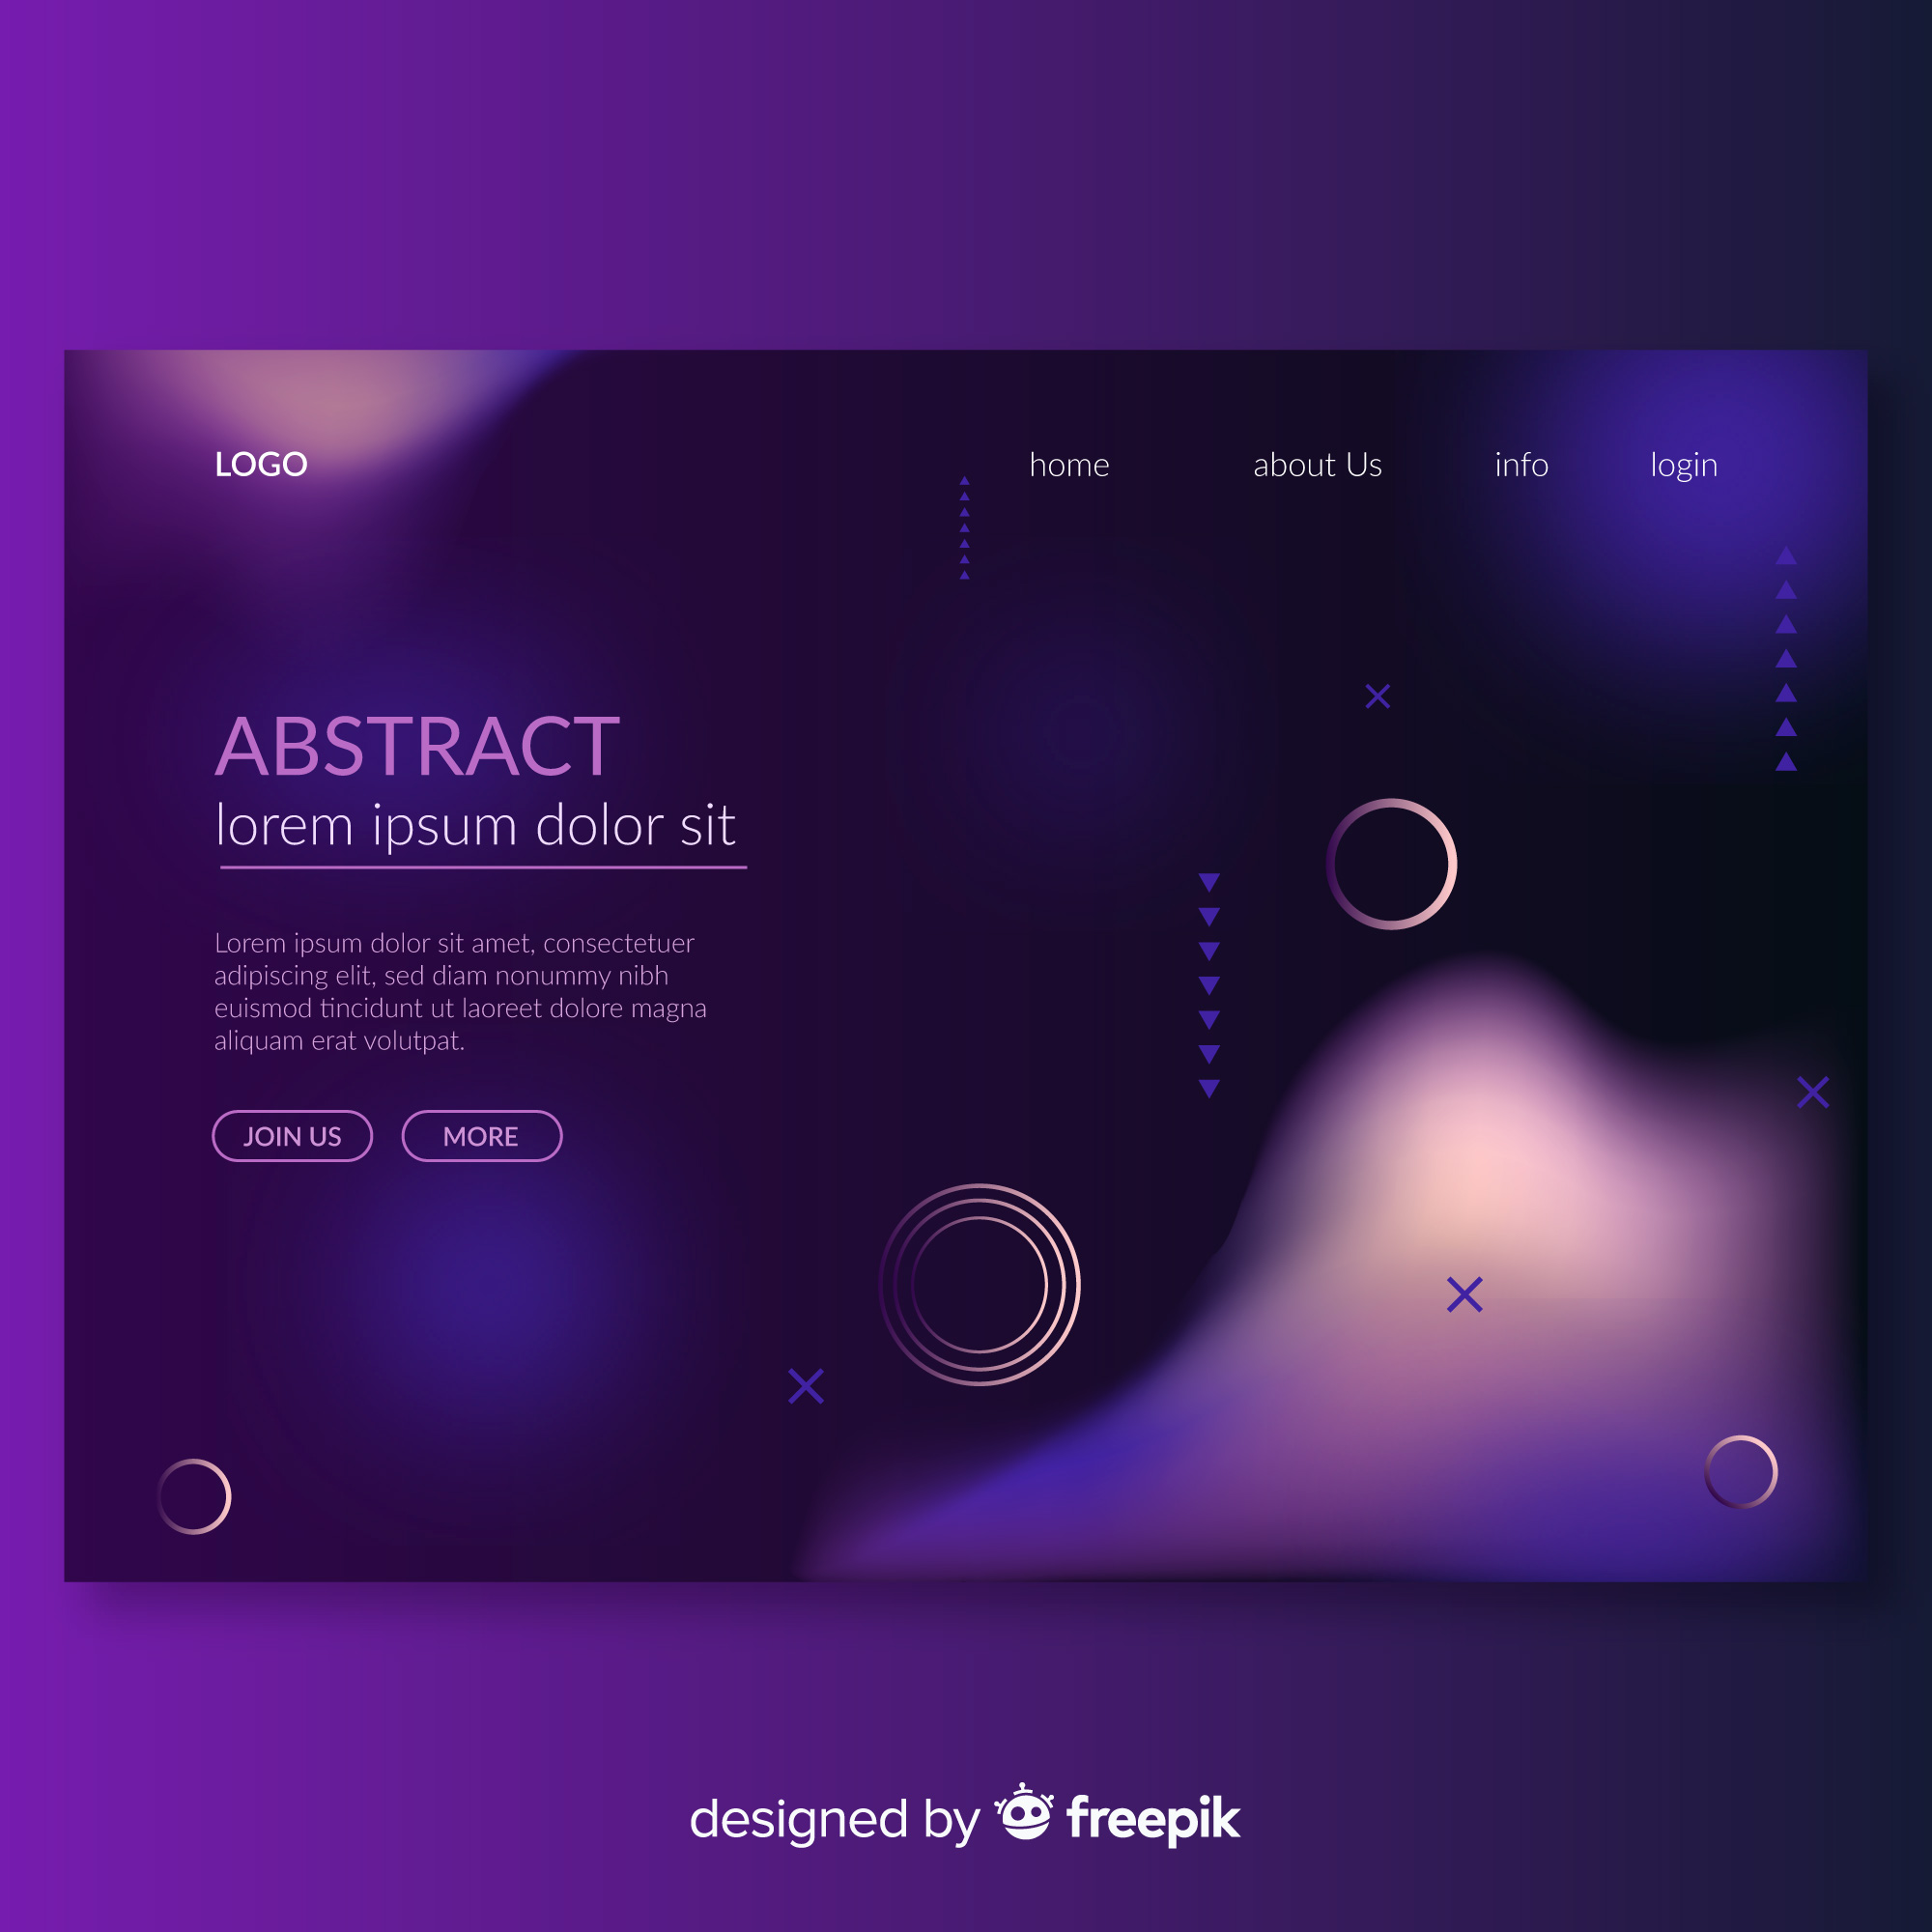 LOGO
home
about Us
info
login
ABSTRACT
lorem ipsum dolor sit
Lorem ipsum dolor sit amet, consectetuer
adipiscing elit, sed diam nonummy nibh
euismod tincidunt ut laoreet dolore magna
aliquam erat volutpat.
JOIN US
MORE
designed by freepik